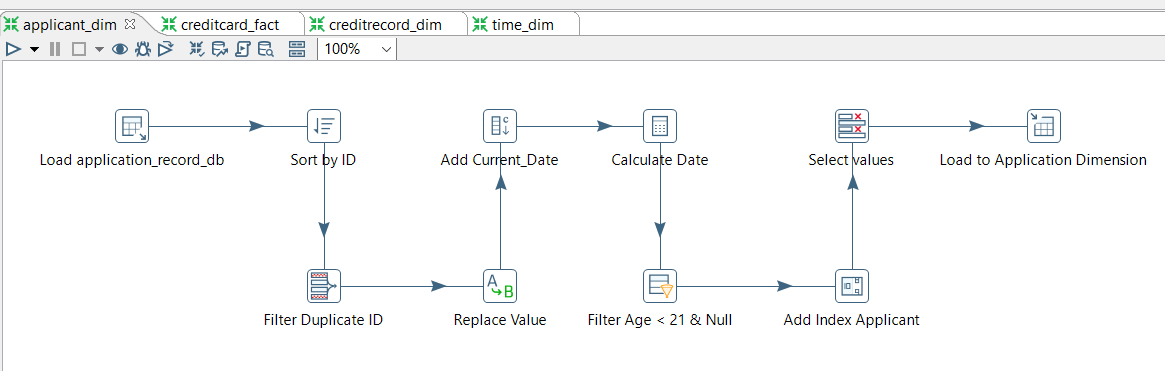 applicant_dim
creditcard_fact
creditrecord_dim
time_dim
100%
Load application_record_db
Sort by ID
Add Current_Date
Calculate Date
Select values
Load to Application Dimension
Filter Duplicate ID
Replace Value
Filter Age < 21 & Null
Add Index Applicant